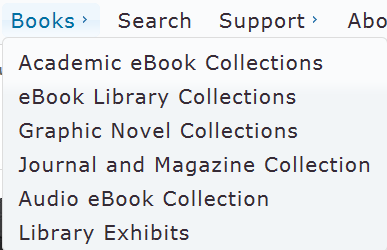 Books › Search Support › Abo
Academic eBook Collections
eBook Library Collections
Graphic Novel Collections
Journal and Magazine Collection
Audio eBook Collection
Library Exhibits